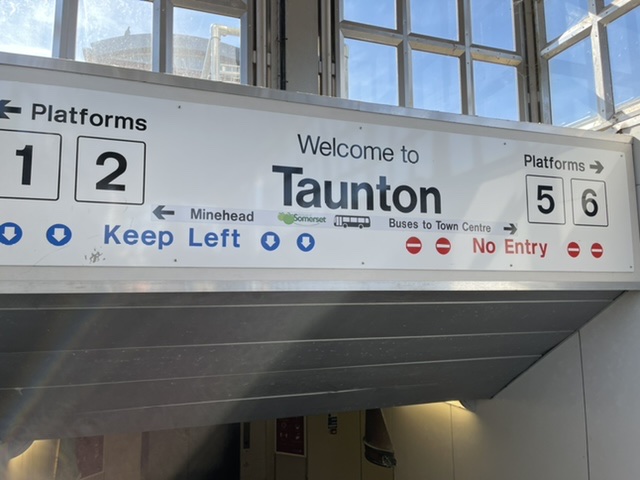 Platforms
1 2
Welcome to
Taunton
Platforms
5 6
Minehead Somerset Buses to Town Centre
Keep Left
No Entry